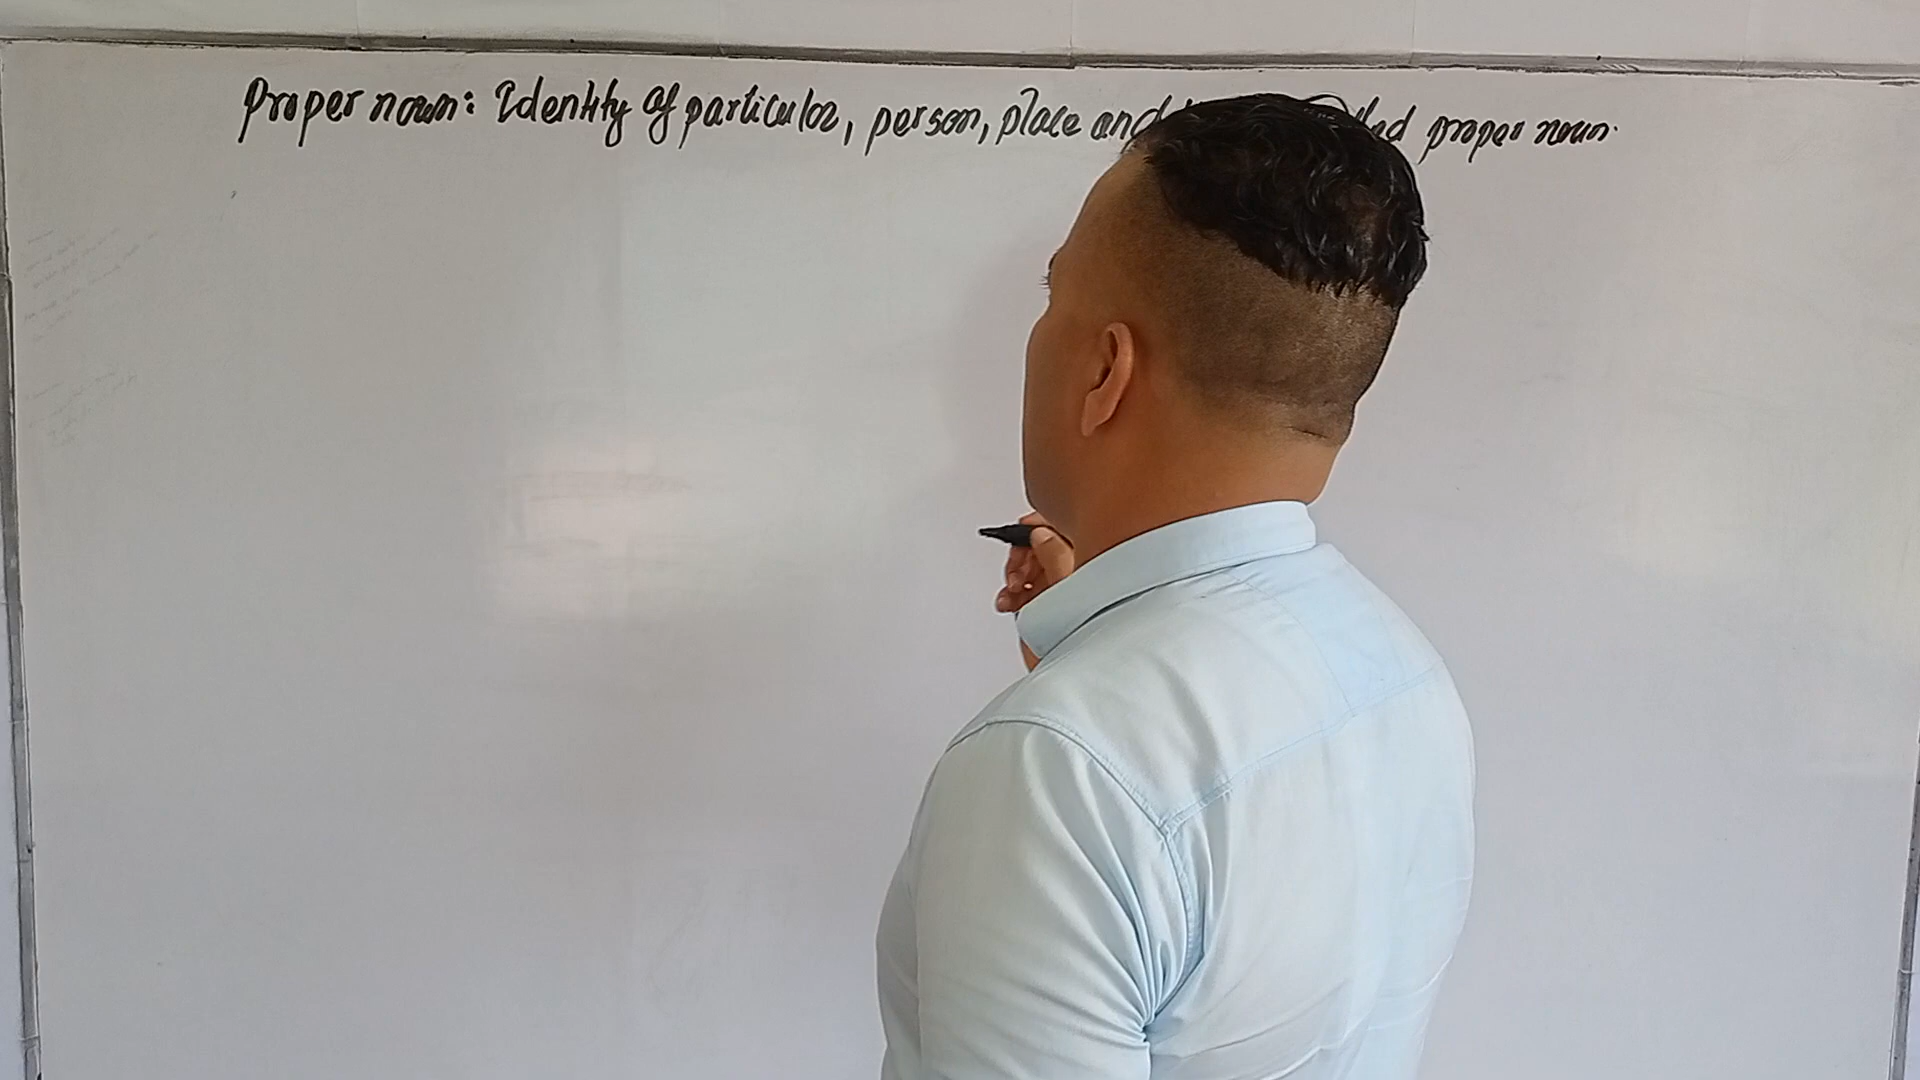 Proper noun: Identity of particular, person, place and proper noun.